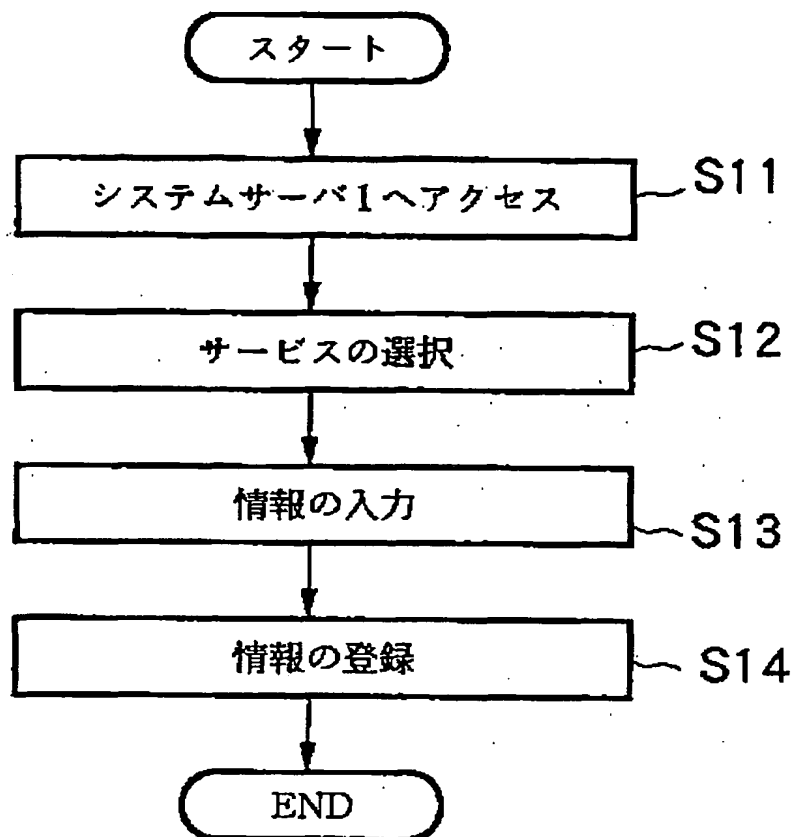 スタート
システムサーバ1へアクセス
S11
サービスの選択
S12
情報の入力
S13
情報の登録
S14
END